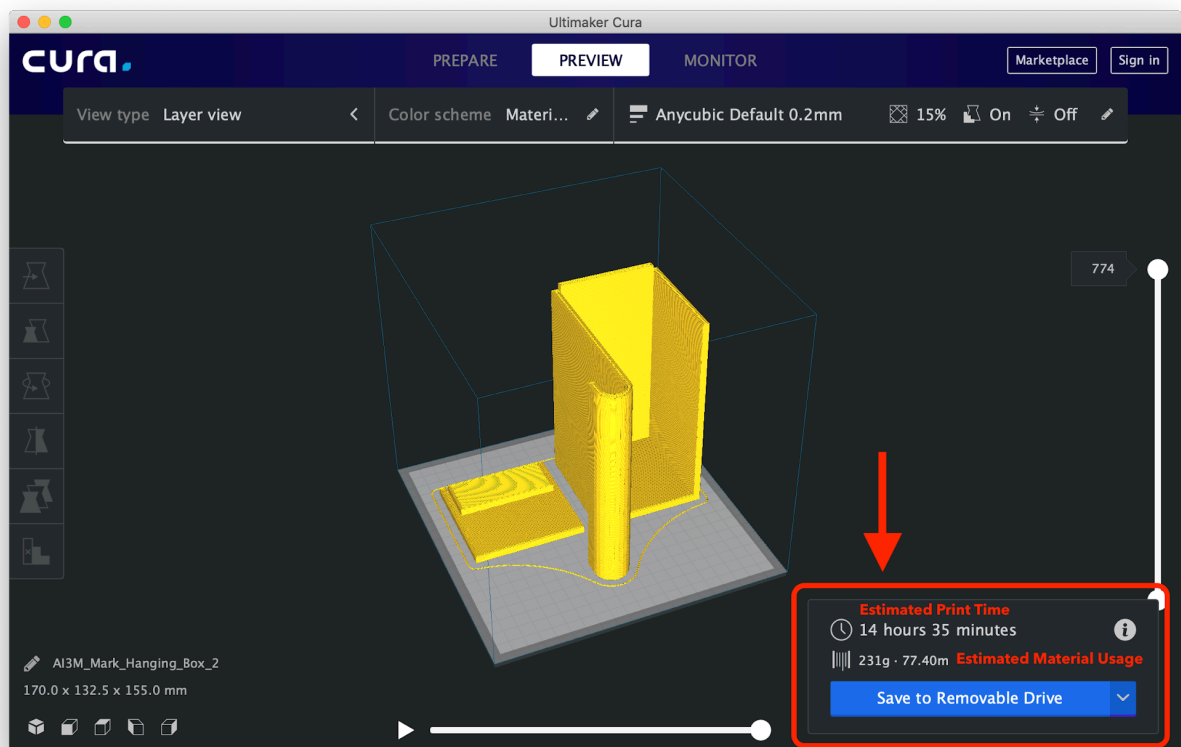 Ultimaker Cura
cura.
PREPARE PREVIEW MONITOR
Marketplace Sign in
View type Layer view
Color scheme Materi...
Anycubic Default 0.2mm 15% On Off
774
Estimated Print Time
14 hours 35 minutes
231g · 77.40m Estimated Material Usage
Save to Removable Drive
AI3M_Mark_Hanging_Box_2
170.0 x 132.5 x 155.0 mm